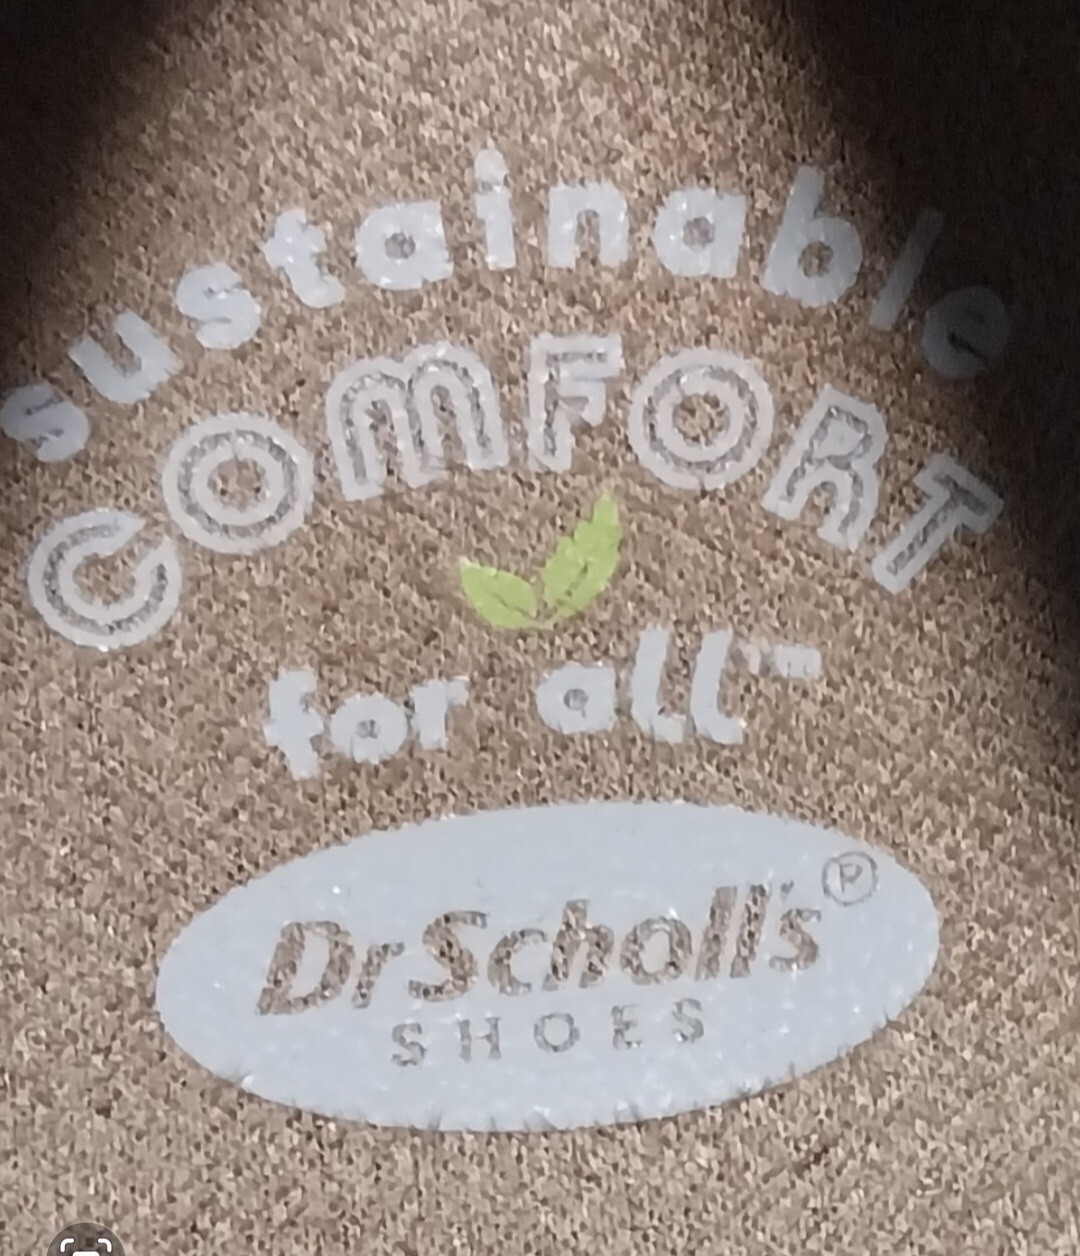 sustainable
COMFORT
for all™
Dr Scholl's®
SHOES